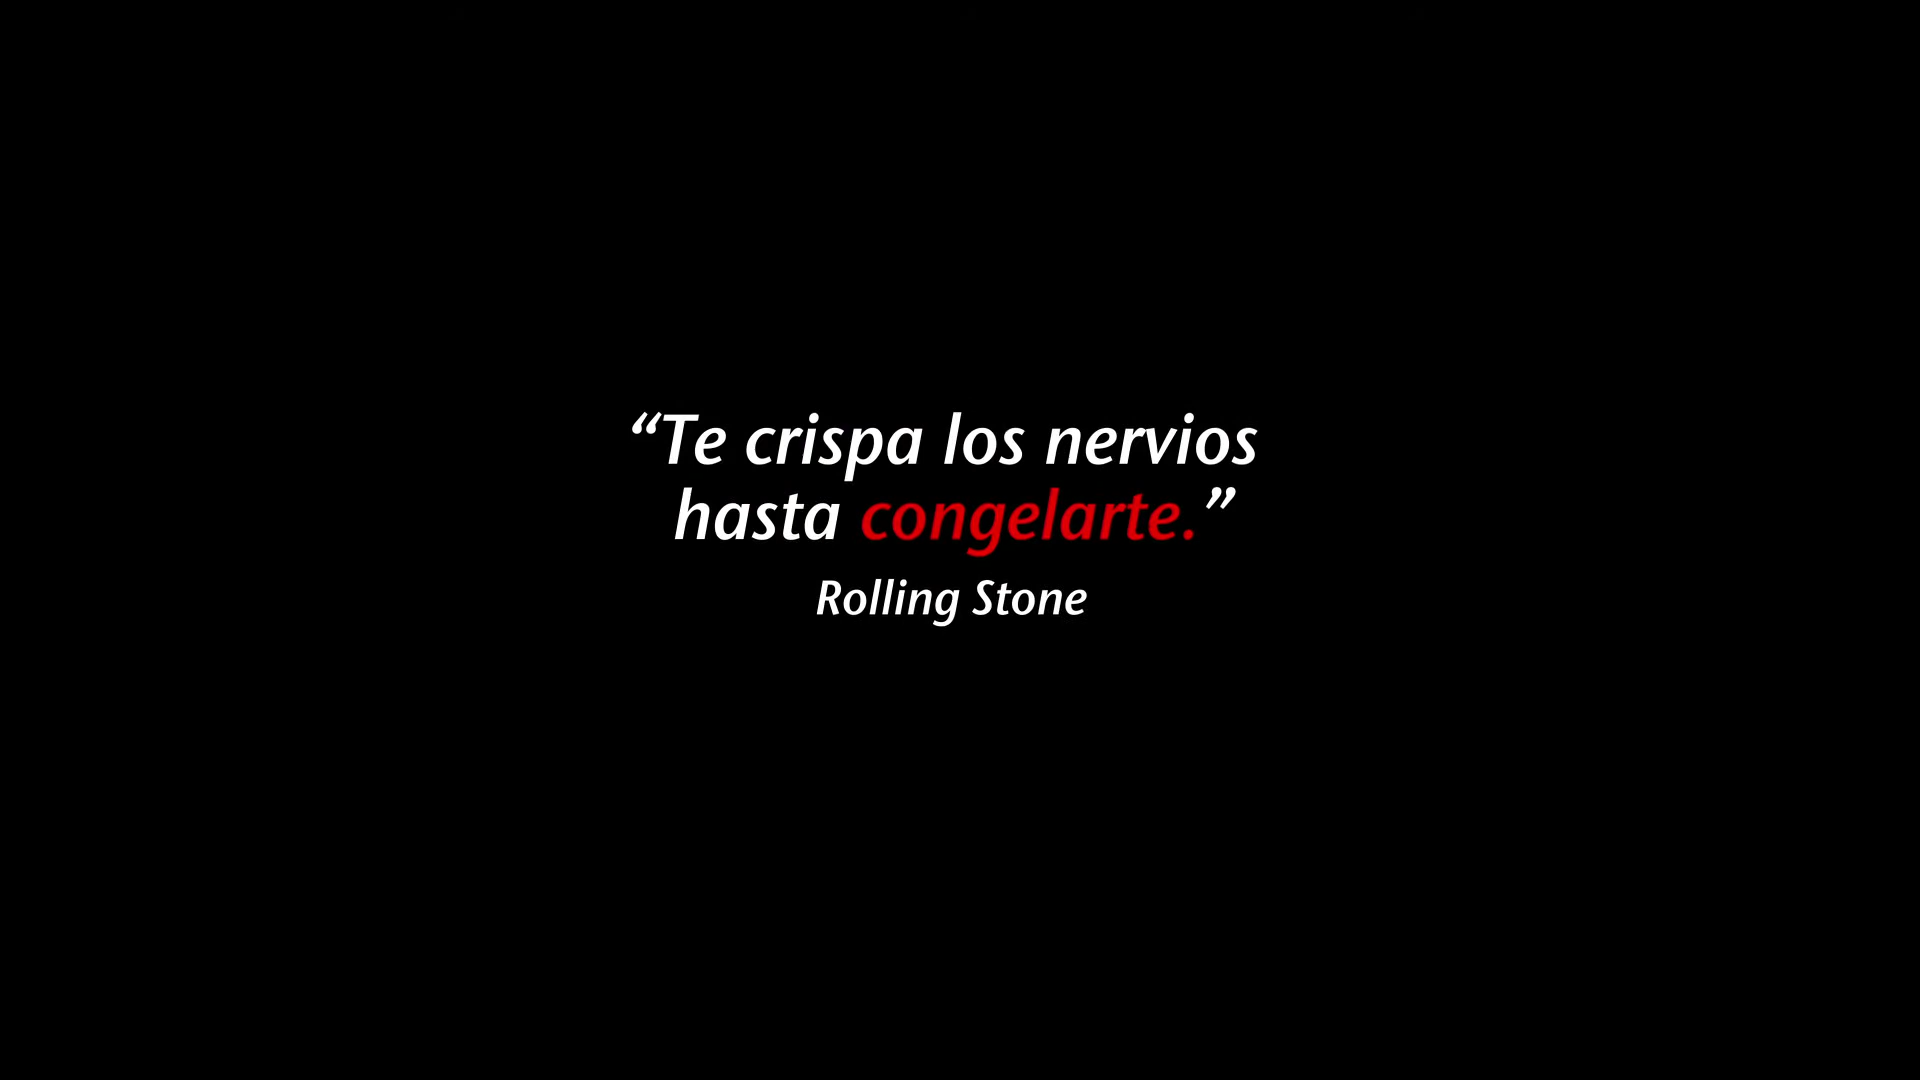 “Te crispa los nervios
hasta congelarte.”
Rolling Stone